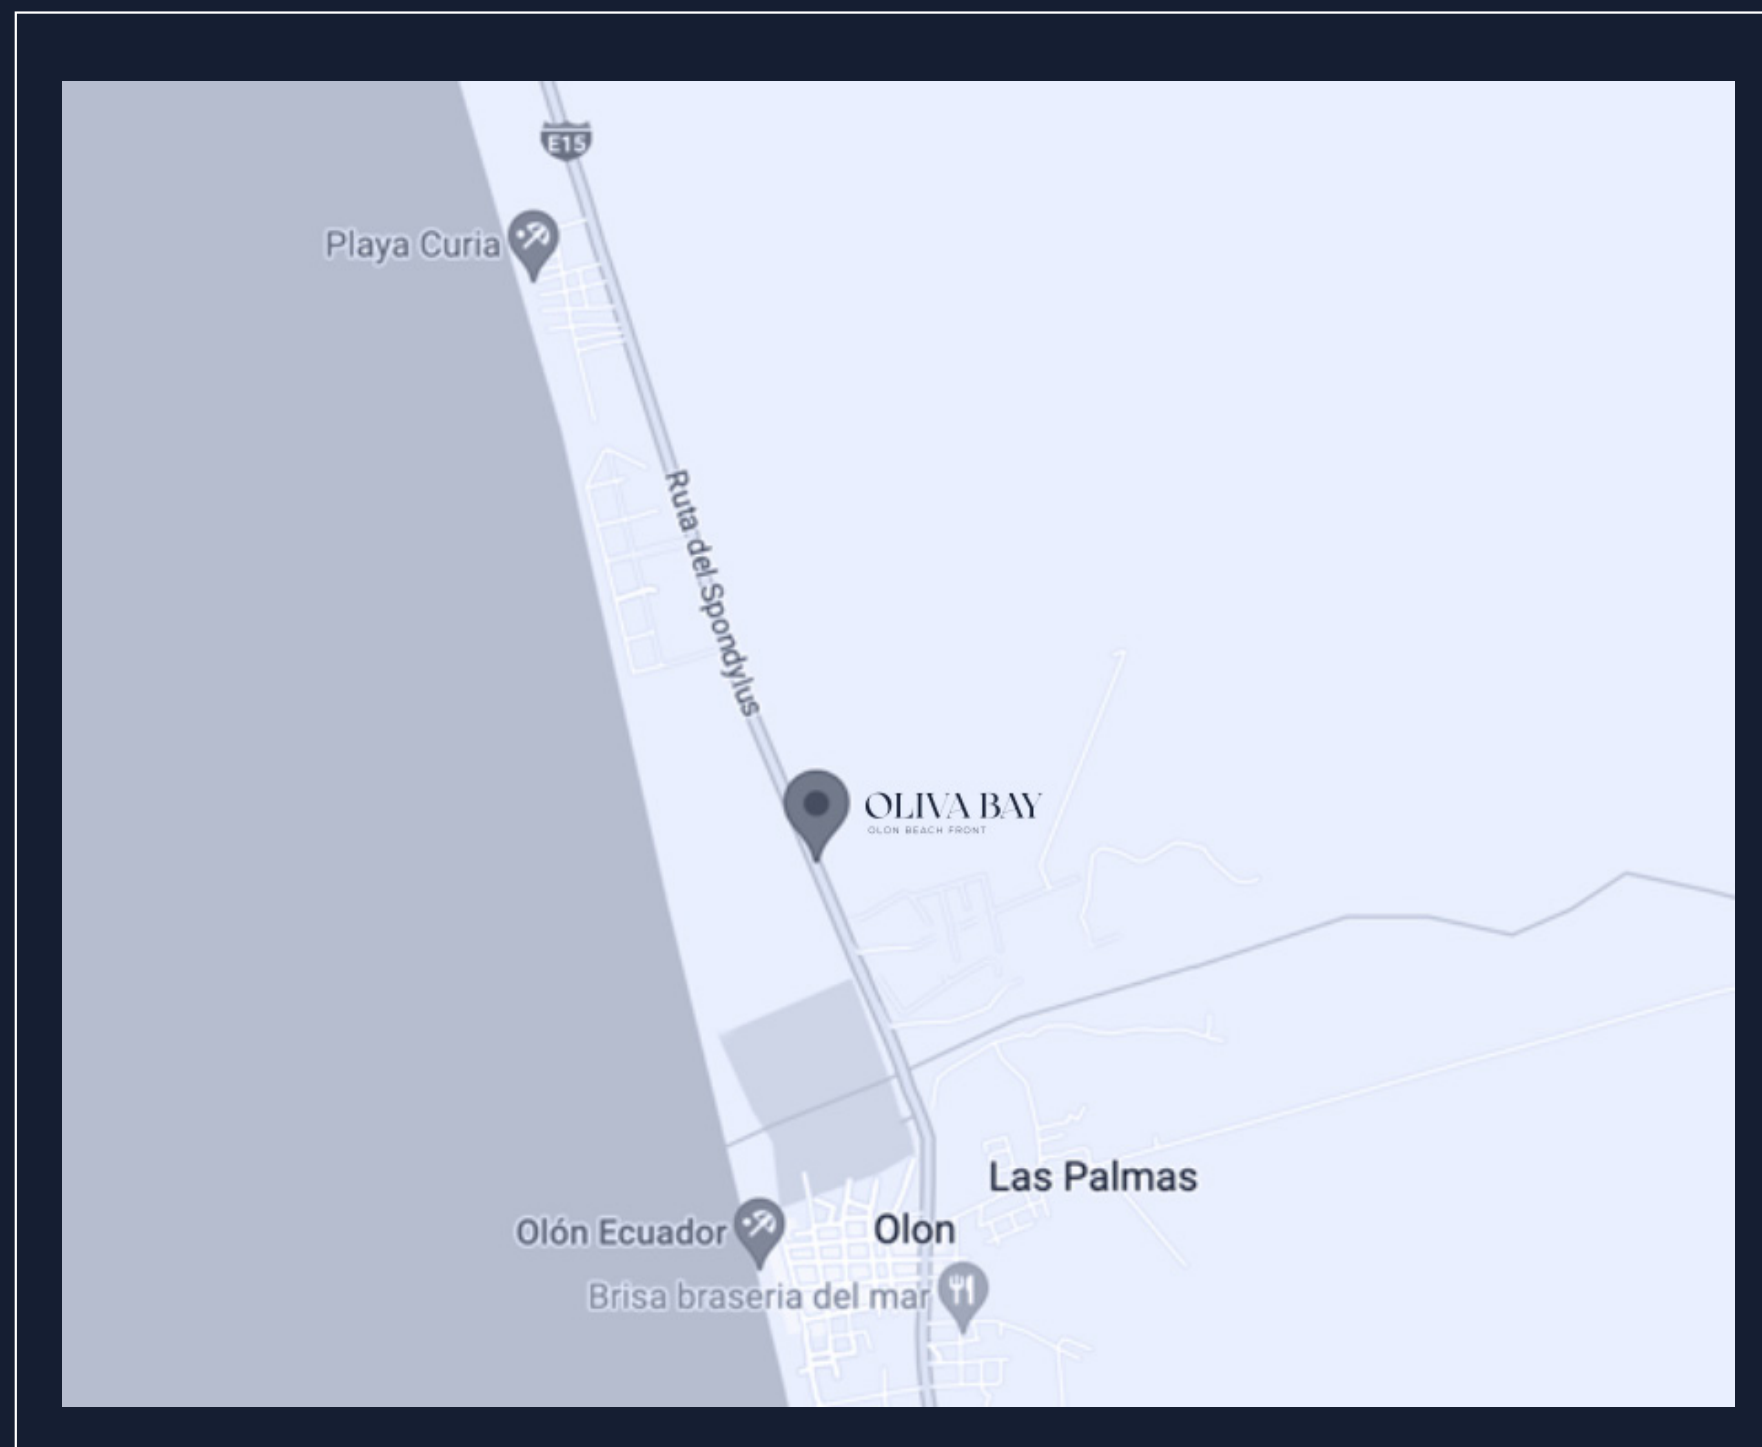 E15
Playa Curia
Ruta del Spondylus
OLIVA BAY
OLON BEACH FRONT
Las Palmas
Olón Ecuador
Olon
Brisa braseria del mar